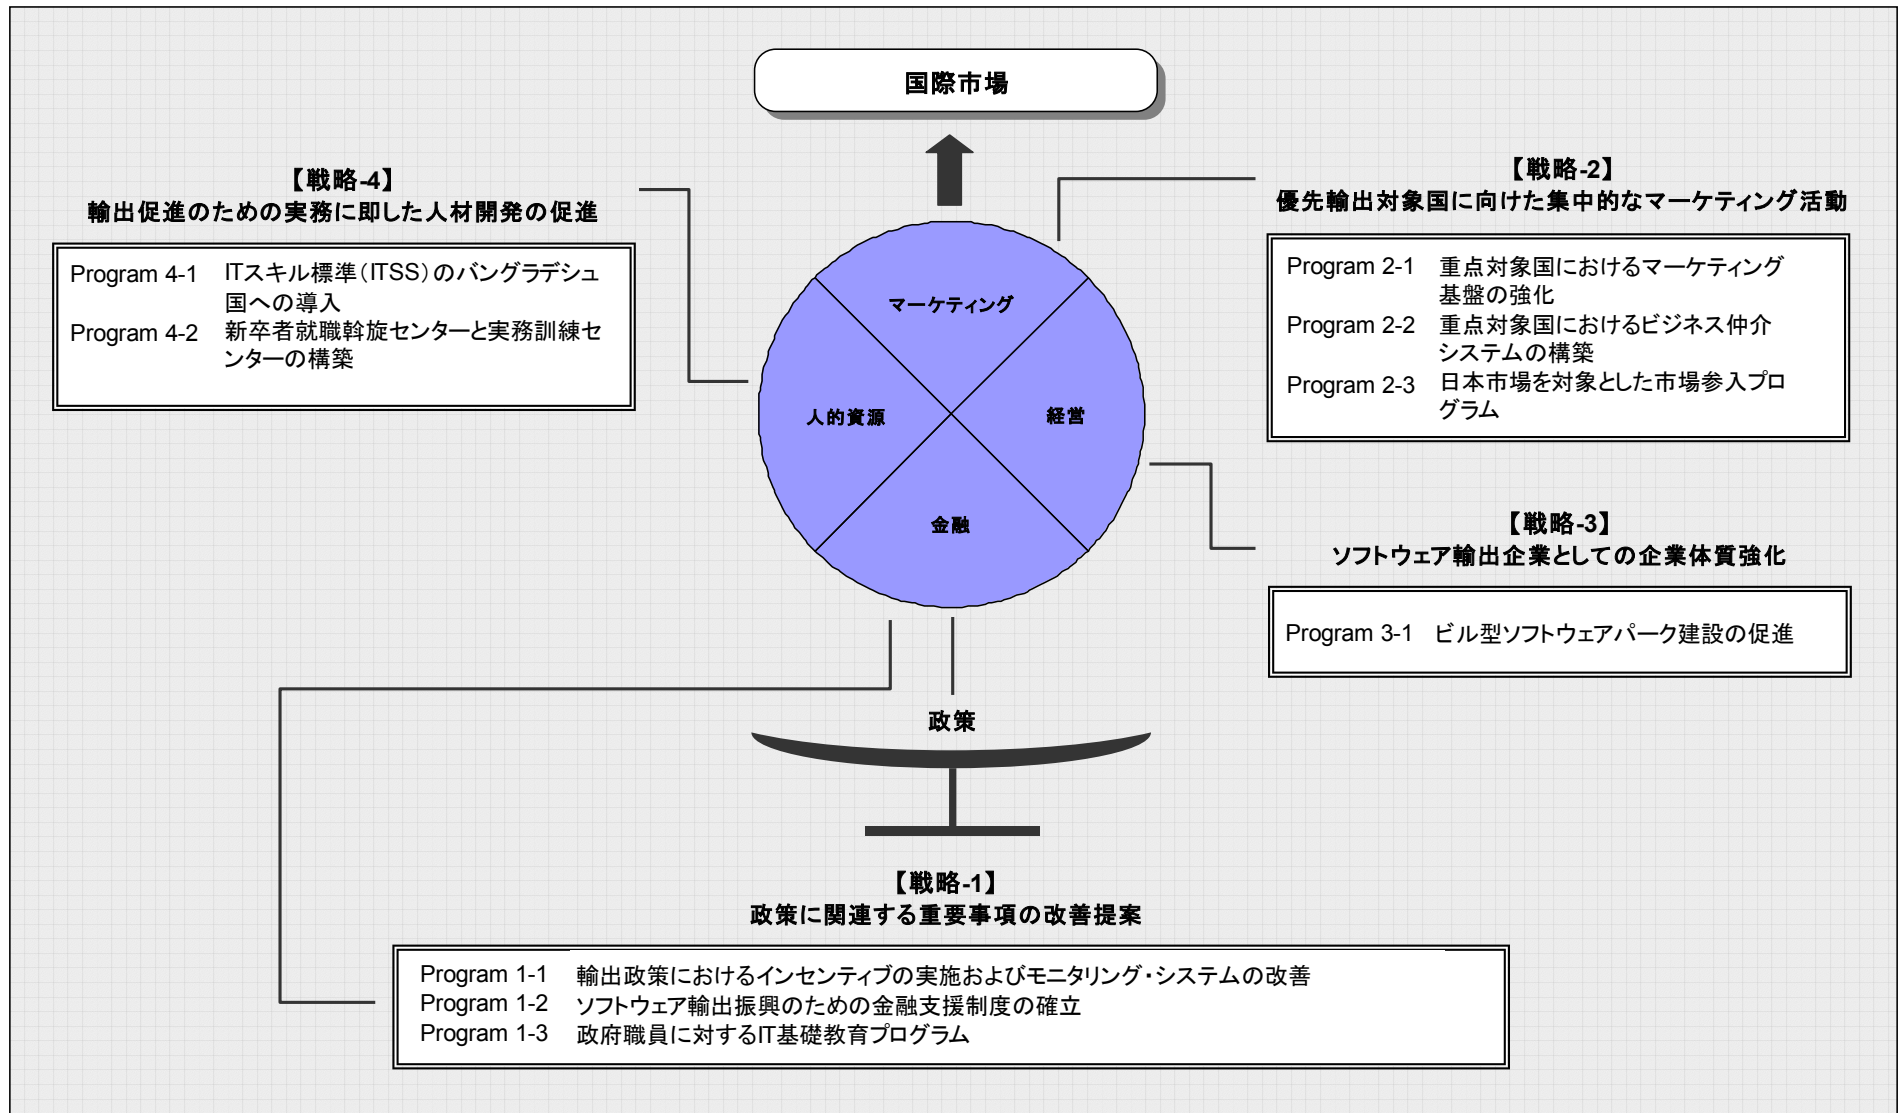 国際市場
【戦略-4】
輸出促進のための実務に即した人材開発の促進
Program 4-1 ITスキル標準（ITSS）のバングラデシュ
国への導入
Program 4-2 新卒者就職斡旋センターと実務訓練セ
ンターの構築
【戦略-2】
優先輸出対象国に向けた集中的なマーケティング活動
Program 2-1 重点対象国におけるマーケティング
基盤の強化
Program 2-2 重点対象国におけるビジネス仲介
システムの構築
Program 2-3 日本市場を対象とした市場参入プロ
グラム
マーケティング
人的資源
経営
金融
【戦略-3】
ソフトウェア輸出企業としての企業体質強化
Program 3-1 ビル型ソフトウェアパーク建設の促進
政策
【戦略-1】
政策に関連する重要事項の改善提案
Program 1-1 輸出政策におけるインセンティブの実施およびモニタリング・システムの改善
Program 1-2 ソフトウェア輸出振興のための金融支援制度の確立
Program 1-3 政府職員に対するIT基礎教育プログラム